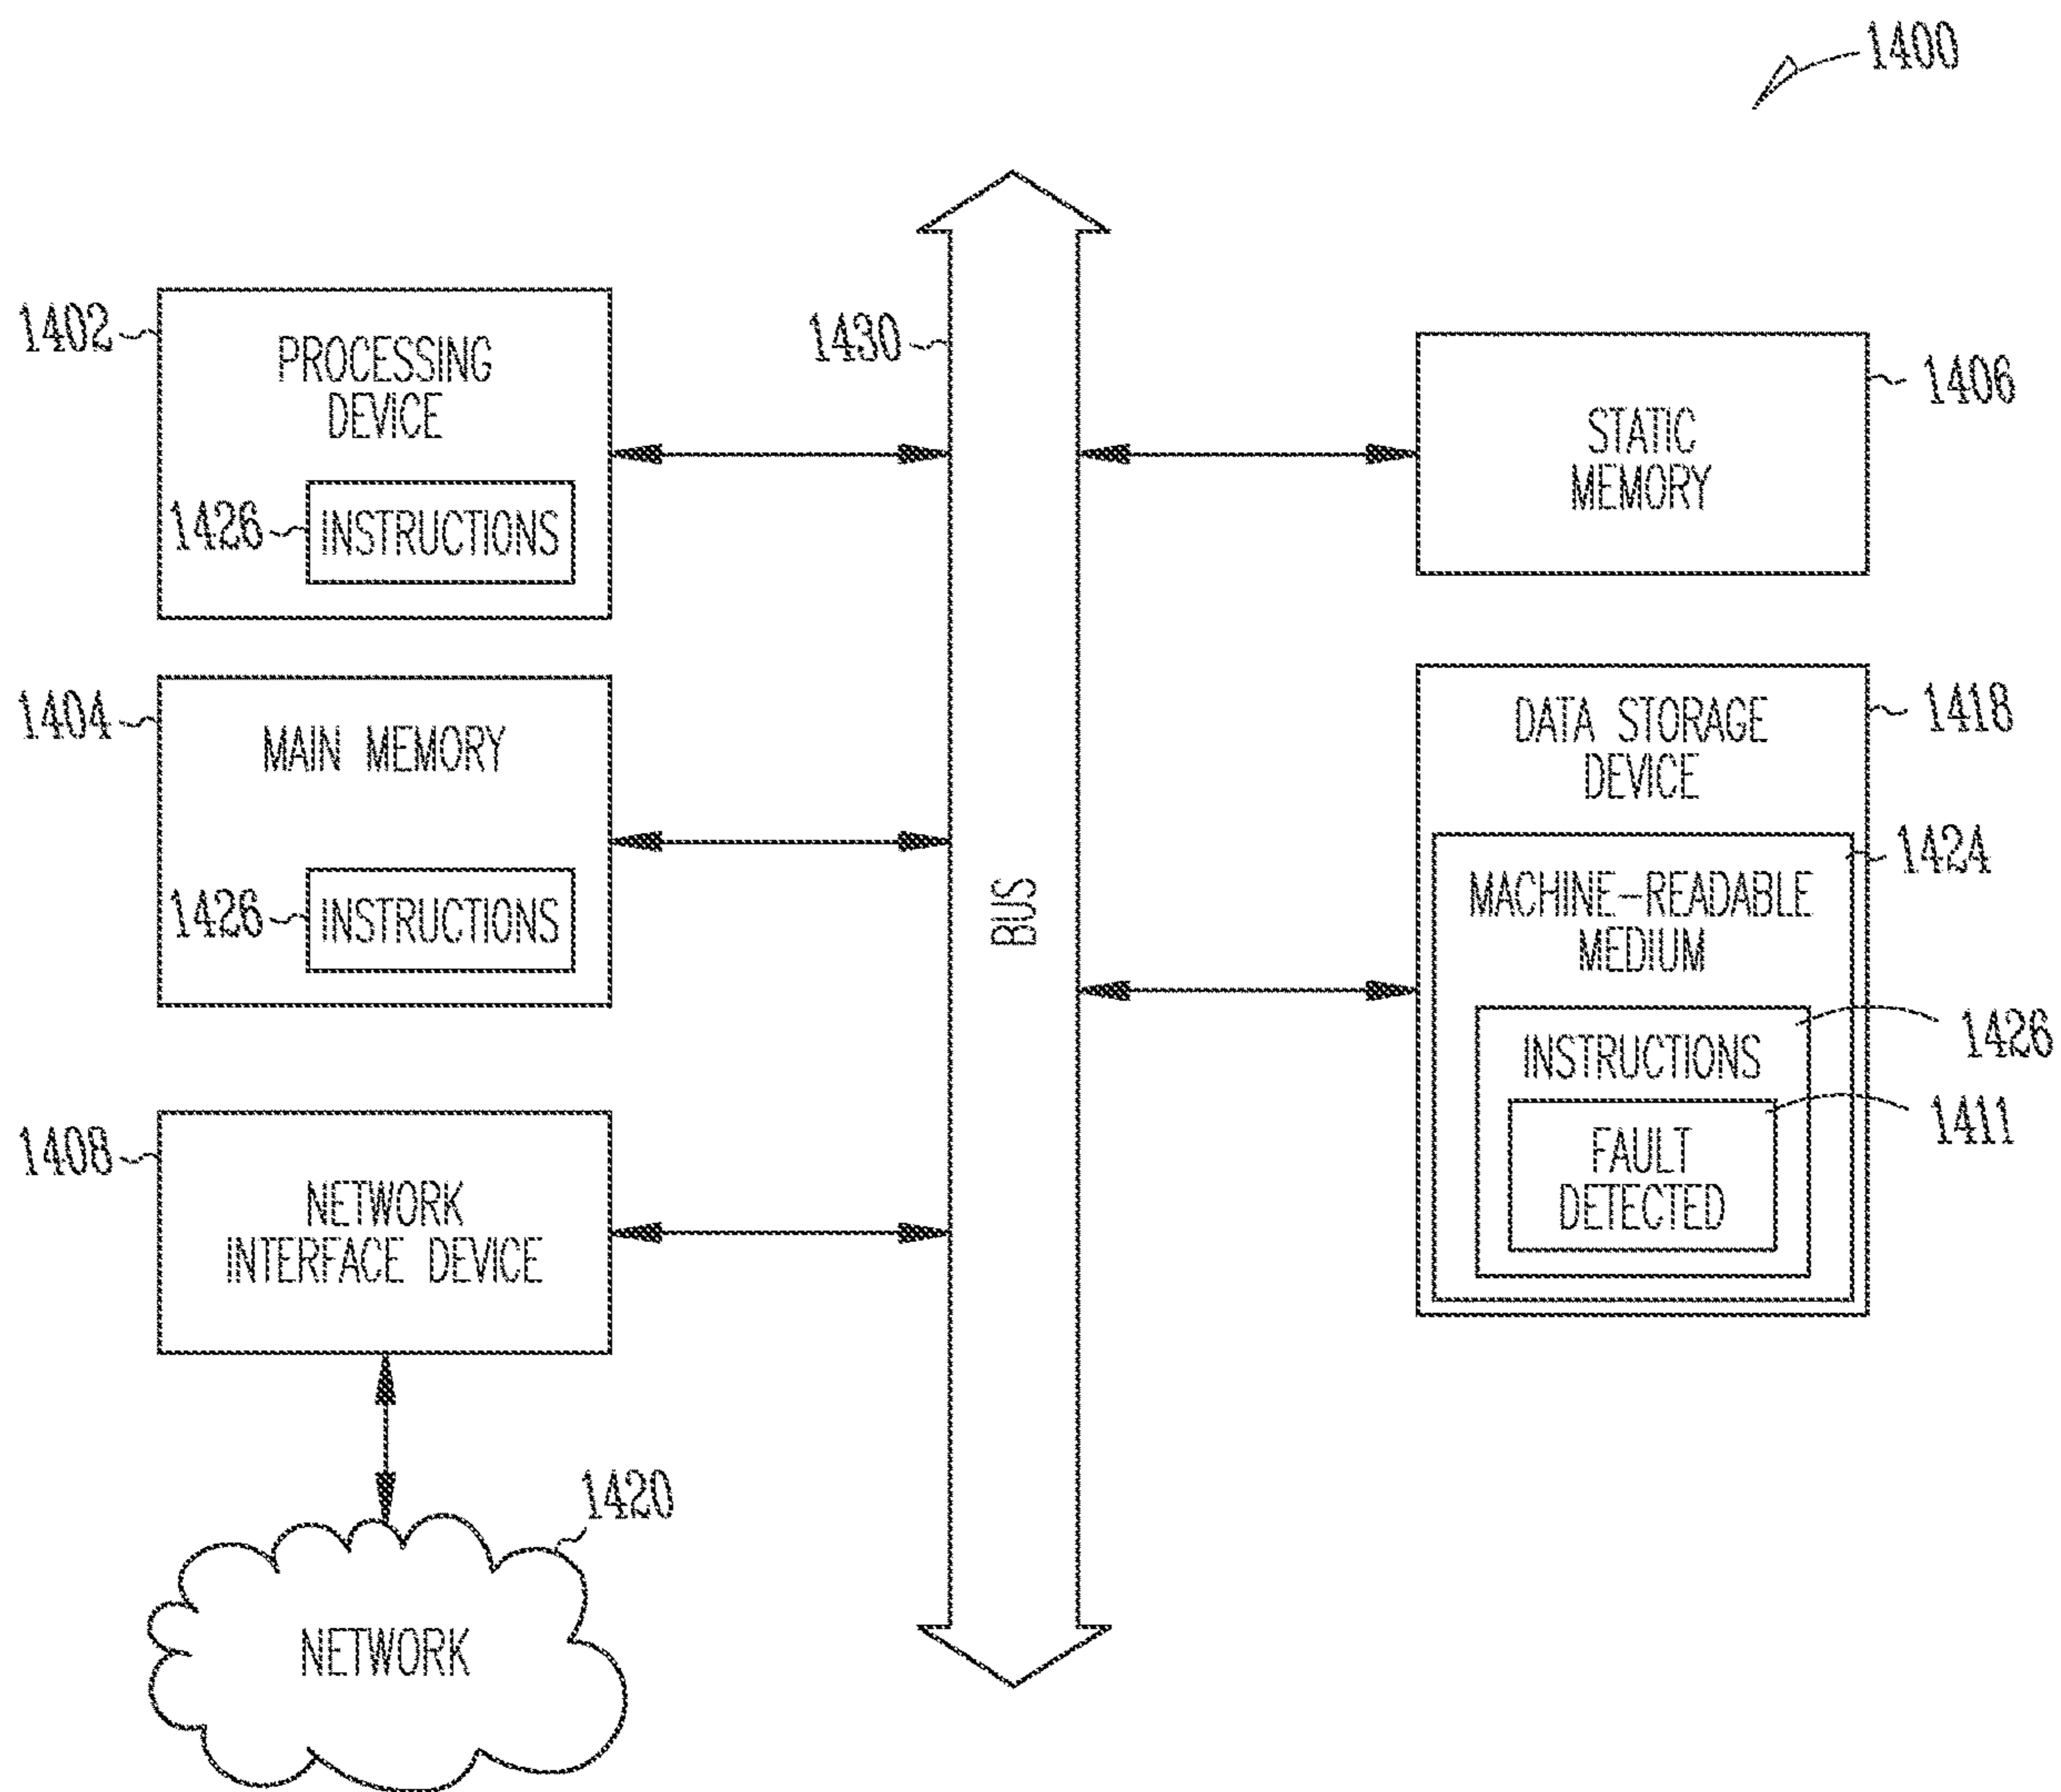 1400
1402
PROCESSING
DEVICE
1426
INSTRUCTIONS
1404
MAIN MEMORY
1426
INSTRUCTIONS
1408
NETWORK
INTERFACE DEVICE
1420
NETWORK
1430
BUS
1406
STATIC
MEMORY
1418
DATA STORAGE
DEVICE
1424
MACHINE-READABLE
MEDIUM
1426
INSTRUCTIONS
1411
FAULT
DETECTED